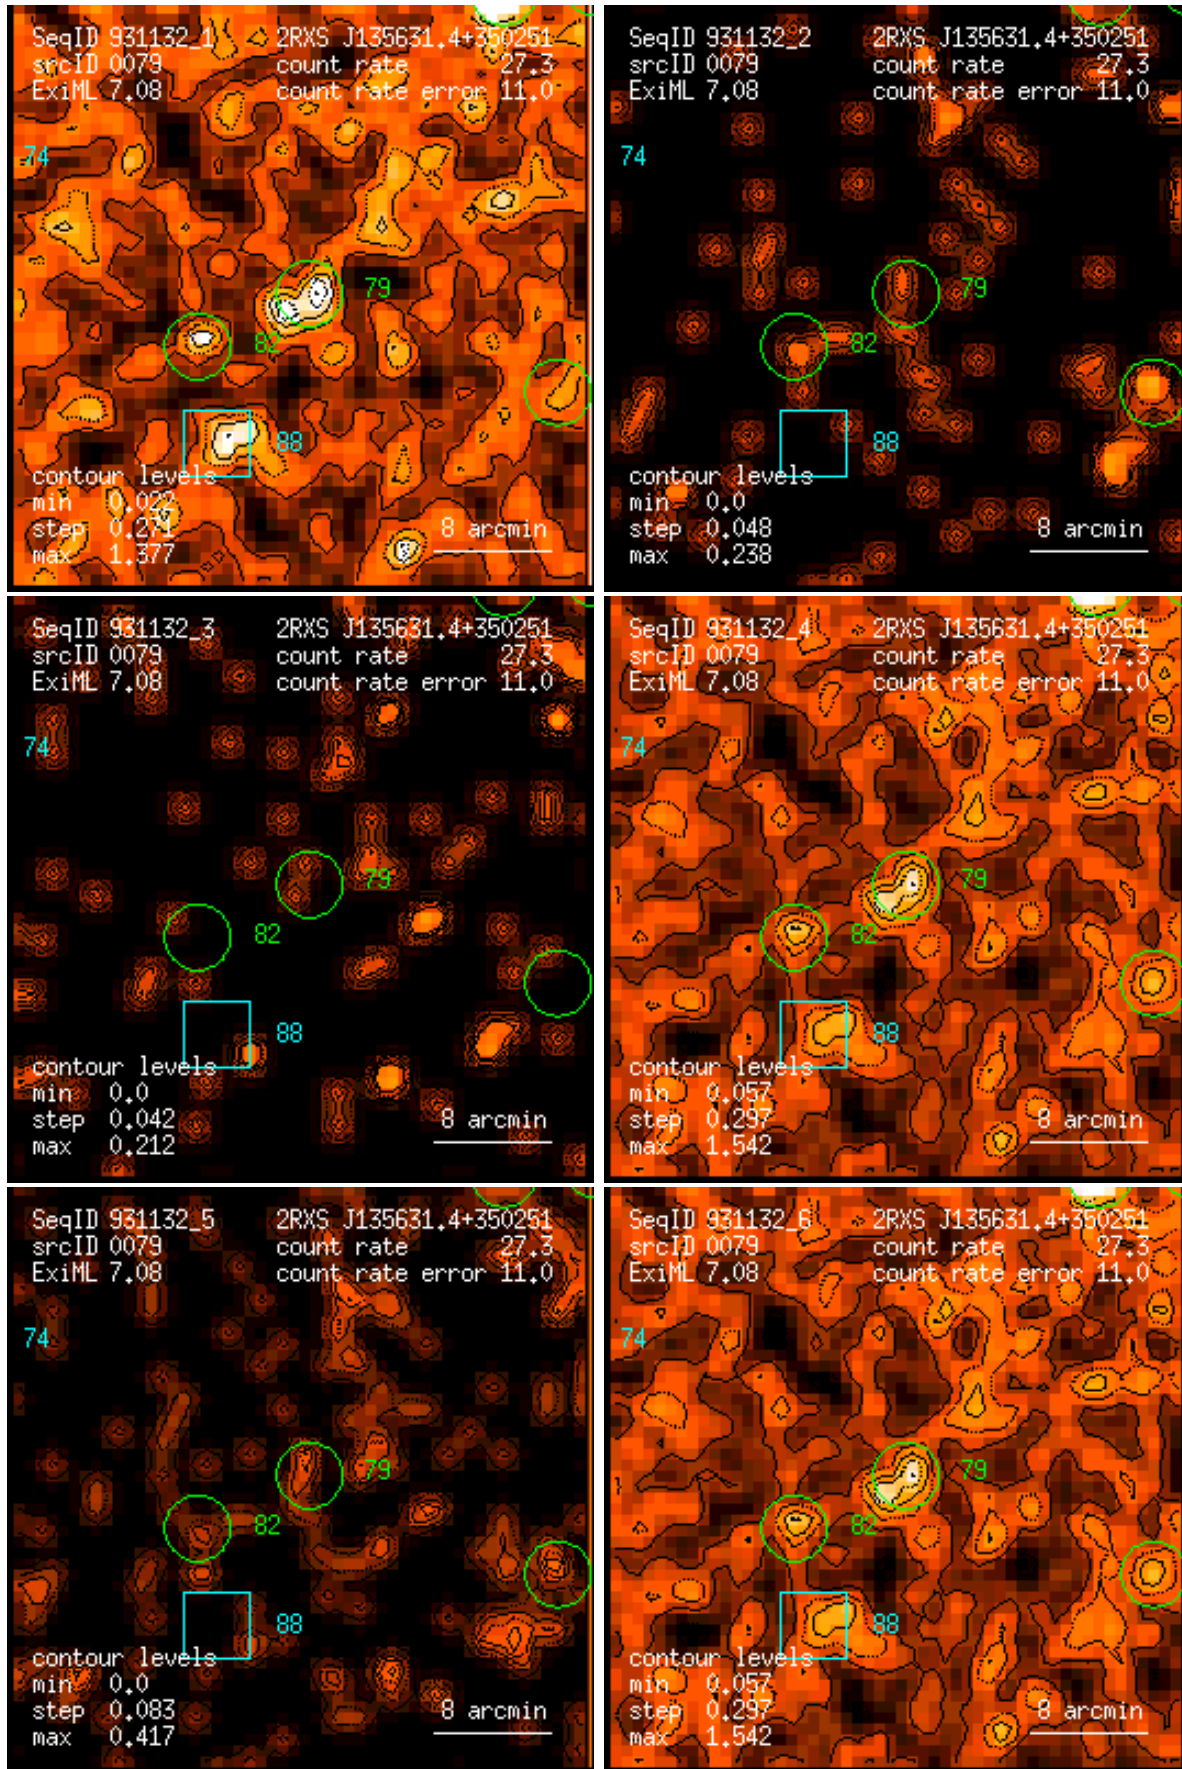 SeqID 931132_1 2RXS J135631.4+350251
srcID 0079 count rate 27.3
ExiML 7.08 count rate error 11.0
74
79
82
88
contour levels
min 0.022
step 0.271
max 1.377
8 arcmin
SeqID 931132_2 2RXS J135631.4+350251
srcID 0079 count rate 27.3
ExiML 7.08 count rate error 11.0
74
79
82
88
contour levels
min 0.0
step 0.048
max 0.238
8 arcmin
SeqID 931132_3 2RXS J135631.4+350251
srcID 0079 count rate 27.3
ExiML 7.08 count rate error 11.0
74
79
82
88
contour levels
min 0.0
step 0.042
max 0.212
8 arcmin
SeqID 931132_4 2RXS J135631.4+350251
srcID 0079 count rate 27.3
ExiML 7.08 count rate error 11.0
74
79
82
88
contour levels
min 0.057
step 0.297
max 1.542
8 arcmin
SeqID 931132_5 2RXS J135631.4+350251
srcID 0079 count rate 27.3
ExiML 7.08 count rate error 11.0
74
79
82
88
contour levels
min 0.0
step 0.083
max 0.417
8 arcmin
SeqID 931132_6 2RXS J135631.4+350251
srcID 0079 count rate 27.3
ExiML 7.08 count rate error 11.0
74
79
82
88
contour levels
min 0.057
step 0.297
max 1.542
8 arcmin